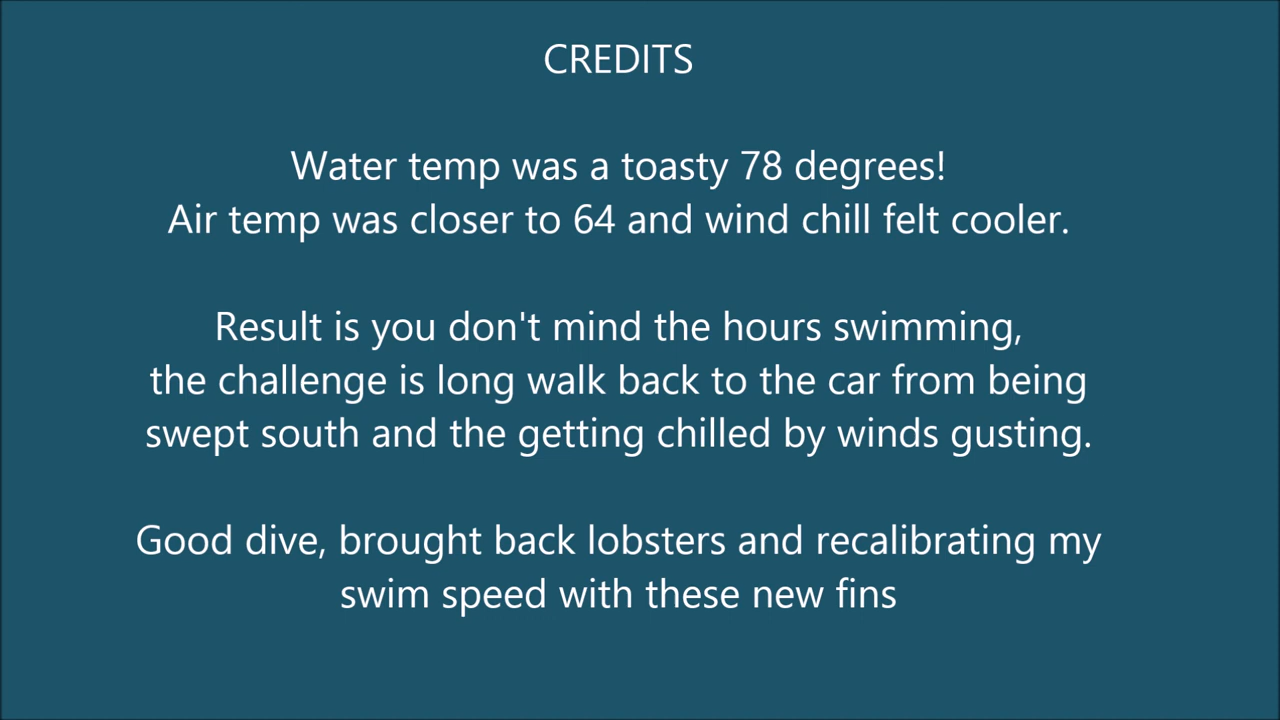 CREDITS
Water temp was a toasty 78 degrees!
Air temp was closer to 64 and wind chill felt cooler.
Result is you don't mind the hours swimming,
the challenge is long walk back to the car from being
swept south and the getting chilled by winds gusting.
Good dive, brought back lobsters and recalibrating my
swim speed with these new fins